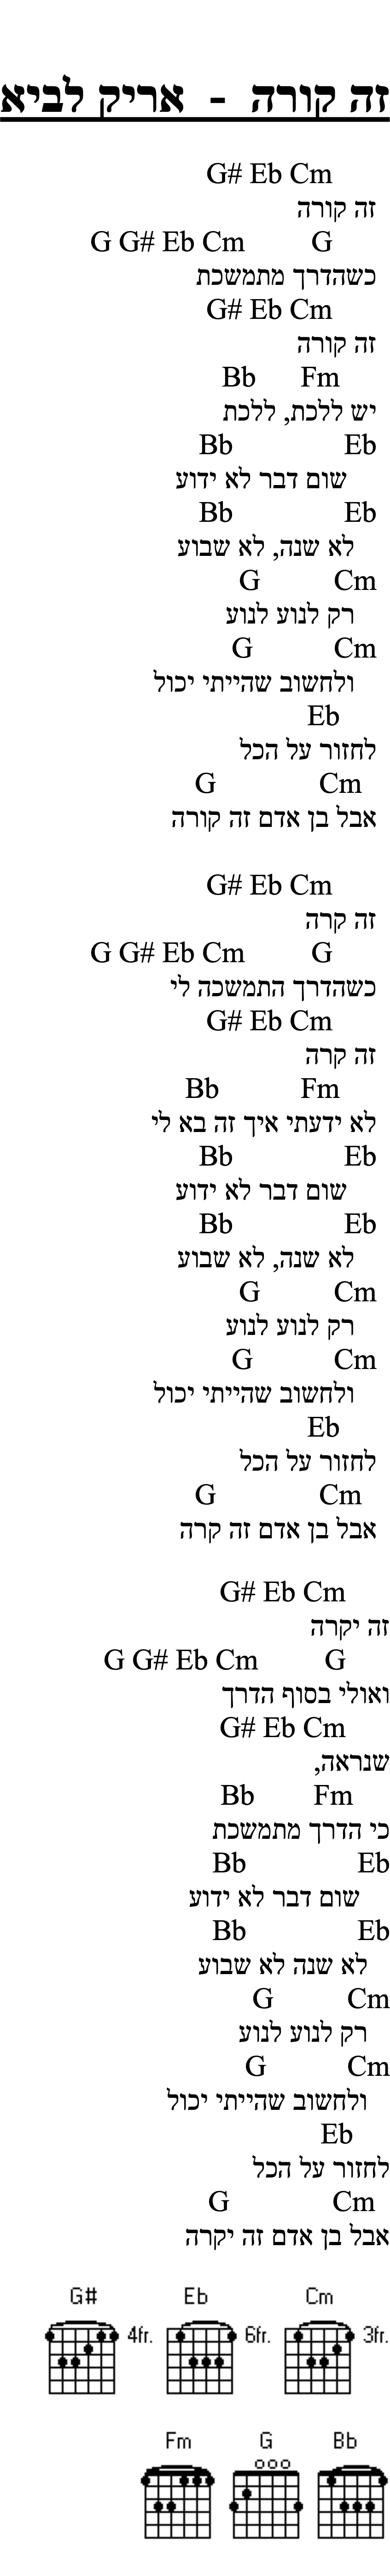 זה קורה - אריק לביא
G# Eb Cm
זה קורה
G G# Eb Cm G
כשהדרך מתמשכת
G# Eb Cm
זה קורה
Bb Fm
יש ללכת, ללכת
Bb Eb
שום דבר לא ידוע
Bb Eb
לא שנה, לא שבוע
G Cm
רק לנוע לנוע
G Cm
ולחשוב שהייתי יכול
Eb
לחזור על הכל
G Cm
אבל בן אדם זה קורה
G# Eb Cm
זה קרה
G G# Eb Cm G
כשהדרך התמשכה לי
G# Eb Cm
זה קרה
Bb Fm
לא ידעתי איך זה בא לי
Bb Eb
שום דבר לא ידוע
Bb Eb
לא שנה, לא שבוע
G Cm
רק לנוע לנוע
G Cm
ולחשוב שהייתי יכול
Eb
לחזור על הכל
G Cm
אבל בן אדם זה קרה
G# Eb Cm
זה יקרה
G G# Eb Cm G
ואולי בסוף הדרך
G# Eb Cm
שנראה,
Bb Fm
כי הדרך מתמשכת
Bb Eb
שום דבר לא ידוע
Bb Eb
לא שנה לא שבוע
G Cm
רק לנוע לנוע
G Cm
ולחשוב שהייתי יכול
Eb
לחזור על הכל
G Cm
אבל בן אדם זה יקרה
G# Eb Cm
4fr. 6fr. 3fr.
Fm G Bb